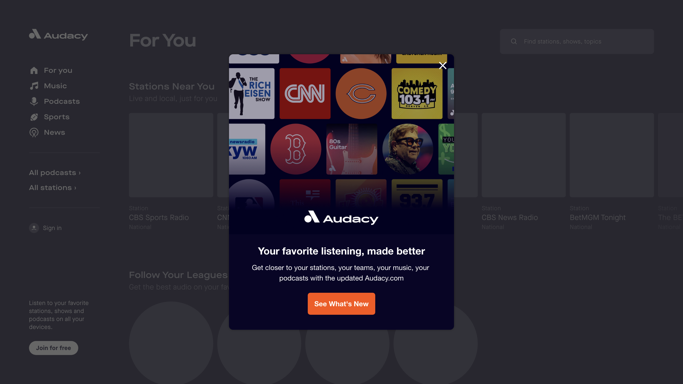 Audacy
For You
Find stations, shows, topics
For you
Music
Podcasts
Sports
News
All podcasts ›
All stations ›
Sign in
Listen to your favorite
stations, shows and
podcasts on all your
devices.
Join for free
Stations Near You
Live and local, just for you
Station
CBS Sports Radio
National
Station
CBS News Radio
National
Station
BetMGM Tonight
National
Follow Your Leagues
Get the best audio on your
THE
RICH
EISEN
SHOW
CNN
C
COMEDY
103.1
newsradio
kyw
B
80s
Guitar
93.7
Audacy
Your favorite listening, made better
Get closer to your stations, your teams, your music, your
podcasts with the updated Audacy.com
See What's New